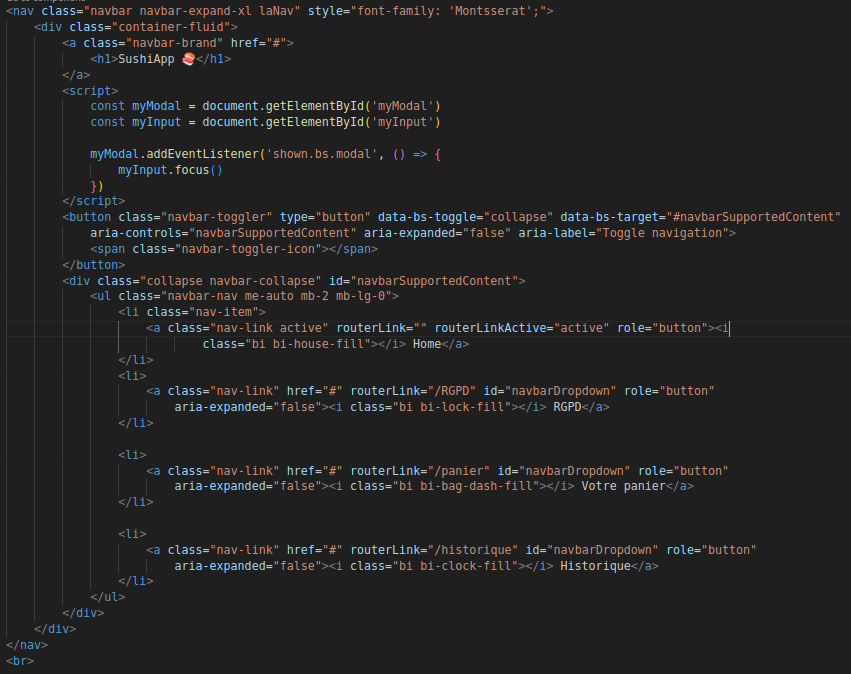 <nav class="navbar navbar-expand-xl laNav" style="font-family: 'Montsserat';">
<div class="container-fluid">
<a class="navbar-brand" href="#">
<h1>SushiApp 🍣</h1>
</a>
<script>
const myModal = document.getElementById('myModal')
const myInput = document.getElementById('myInput')
myModal.addEventListener('shown.bs.modal', () => {
myInput.focus()
})
</script>
<button class="navbar-toggler" type="button" data-bs-toggle="collapse" data-bs-target="#navbarSupportedContent"
aria-controls="navbarSupportedContent" aria-expanded="false" aria-label="Toggle navigation">
<span class="navbar-toggler-icon"></span>
</button>
<div class="collapse navbar-collapse" id="navbarSupportedContent">
<ul class="navbar-nav me-auto mb-2 mb-lg-0">
<li class="nav-item">
<a class="nav-link active" routerLink="" routerLinkActive="active" role="button"><i
class="bi bi-house-fill"></i> Home</a>
</li>
<li>
<a class="nav-link" href="#" routerLink="/RGPD" id="navbarDropdown" role="button"
aria-expanded="false"><i class="bi bi-lock-fill"></i> RGPD</a>
</li>
<li>
<a class="nav-link" href="#" routerLink="/panier" id="navbarDropdown" role="button"
aria-expanded="false"><i class="bi bi-bag-dash-fill"></i> Votre panier</a>
</li>
<li>
<a class="nav-link" href="#" routerLink="/historique" id="navbarDropdown" role="button"
aria-expanded="false"><i class="bi bi-clock-fill"></i> Historique</a>
</li>
</ul>
</div>
</div>
</nav>
<br>